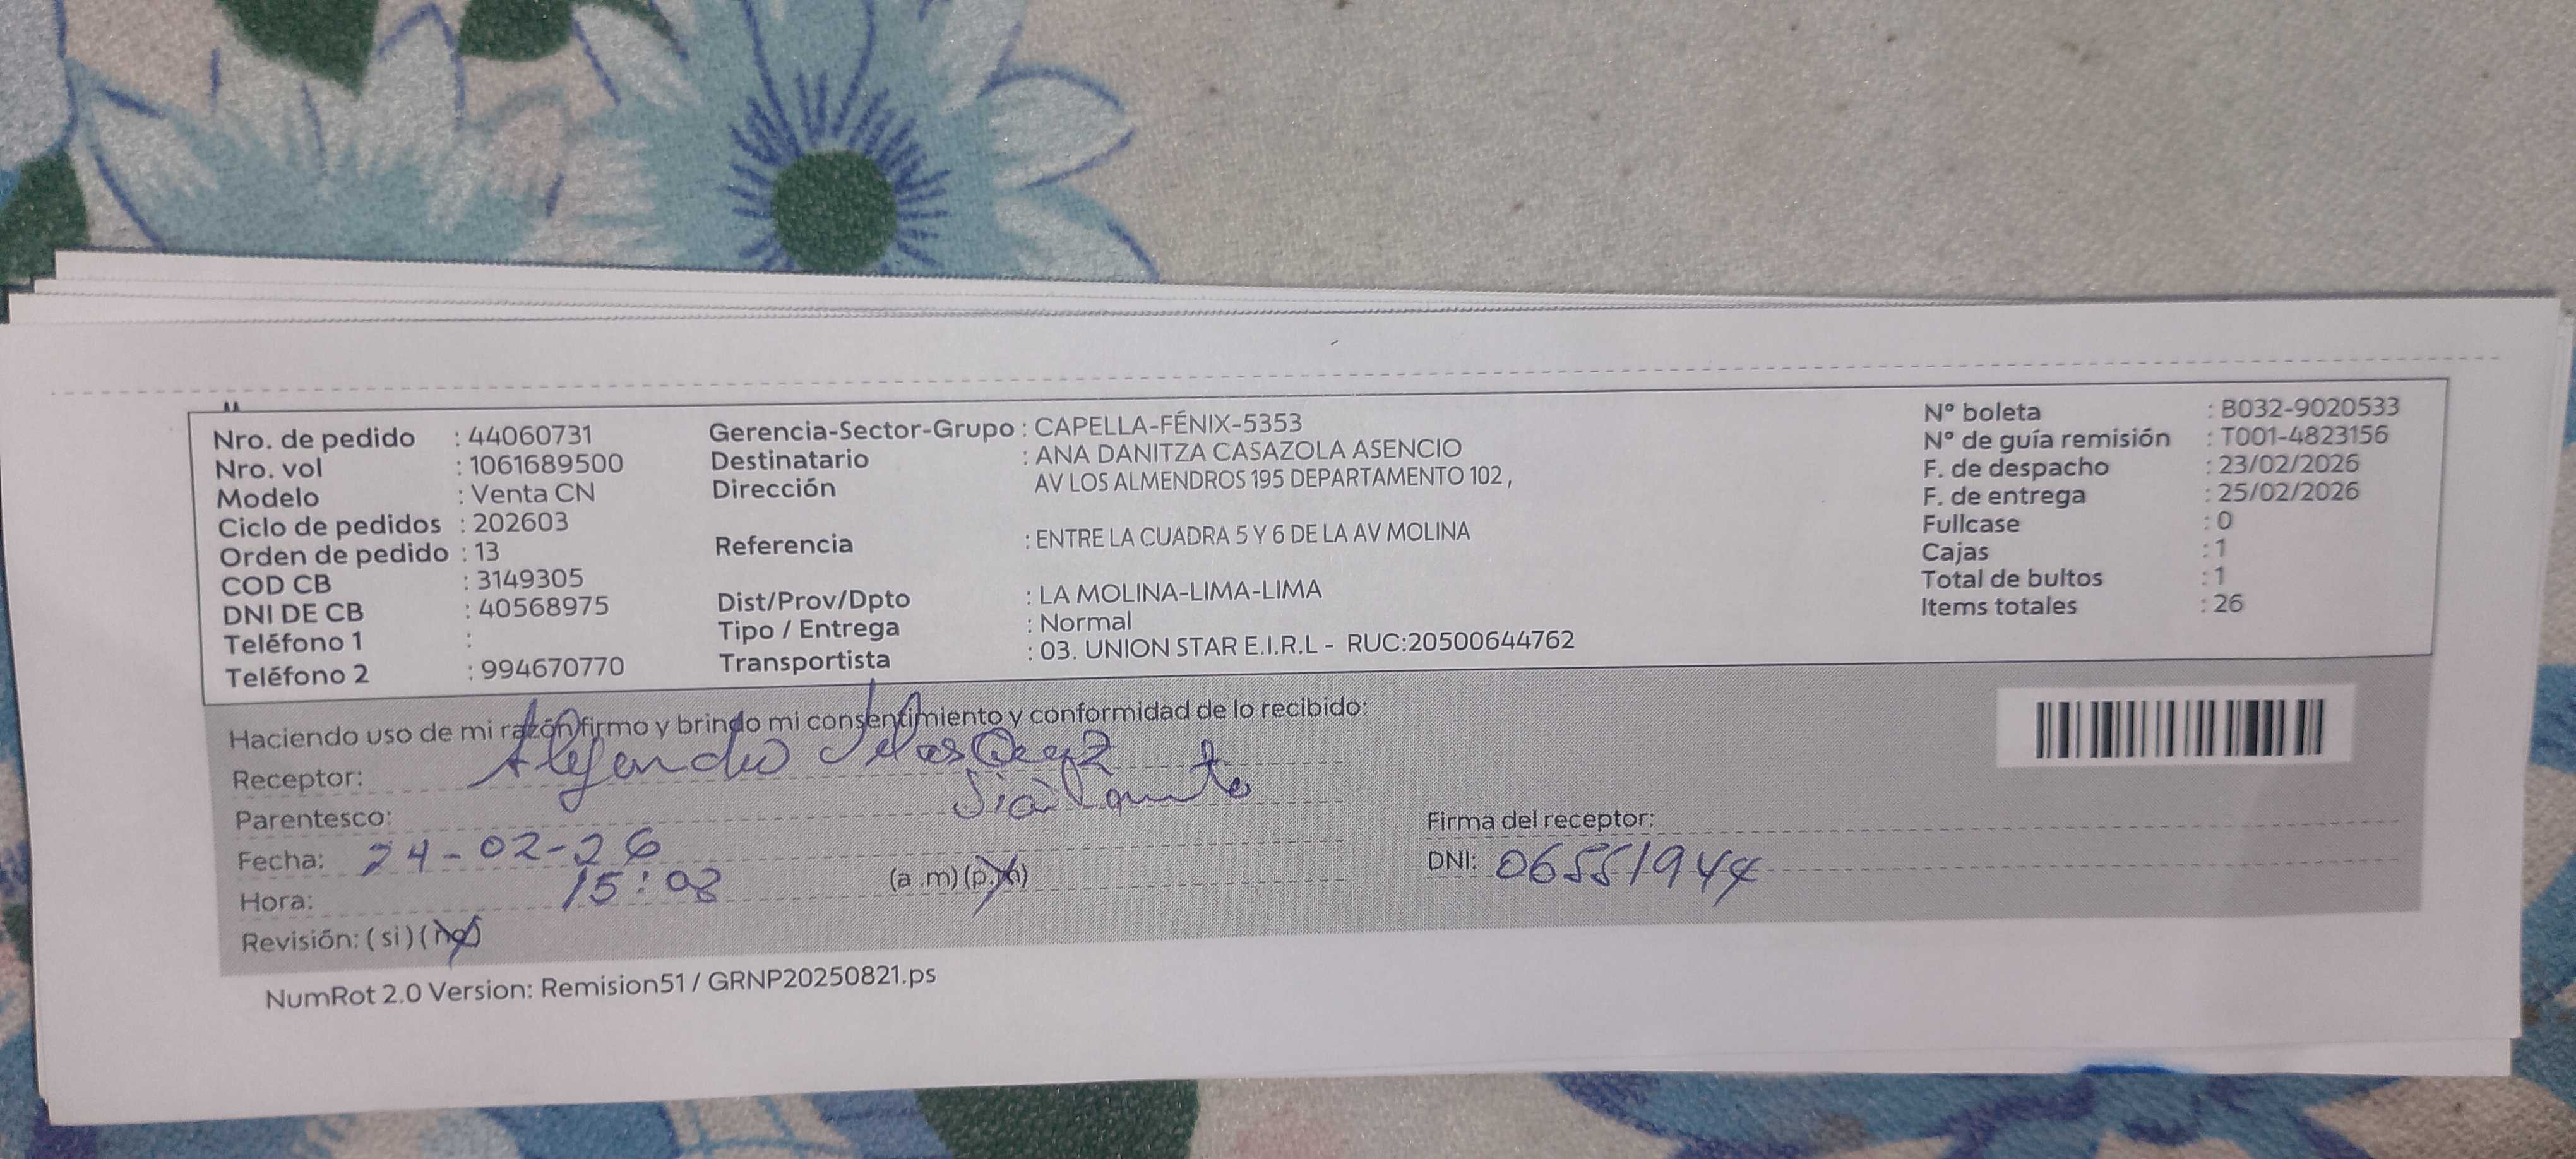 Nro. de pedido : 44060731
Nro. vol : 1061689500
Modelo : Venta CN
Ciclo de pedidos : 202603
Orden de pedido : 13
COD CB : 3149305
DNI DE CB : 40568975
Teléfono 1 :
Teléfono 2 : 994670770
Gerencia-Sector-Grupo : CAPELLA-FÉNIX-5353
Destinatario : ANA DANITZA CASAZOLA ASENCIO
Dirección AV LOS ALMENDROS 195 DEPARTAMENTO 102 ,
Referencia : ENTRE LA CUADRA 5 Y 6 DE LA AV MOLINA
Dist/Prov/Dpto : LA MOLINA-LIMA-LIMA
Tipo / Entrega : Normal
Transportista : 03. UNION STAR E.I.R.L - RUC:20500644762
N° boleta : B032-9020533
N° de guía remisión : T001-4823156
F. de despacho : 23/02/2026
F. de entrega : 25/02/2026
Fullcase : 0
Cajas : 1
Total de bultos : 1
Items totales : 26
Haciendo uso de mi razón firmo y brindo mi consentimiento y conformidad de lo recibido:
Receptor: Alejandro
Parentesco:
Fecha: 24-02-26
Hora: 15:08 (a .m) (p.m)
Revisión: ( si ) ( no)
Firma del receptor:
DNI: 06551944
NumRot 2.0 Version: Remision51 / GRNP20250821.ps